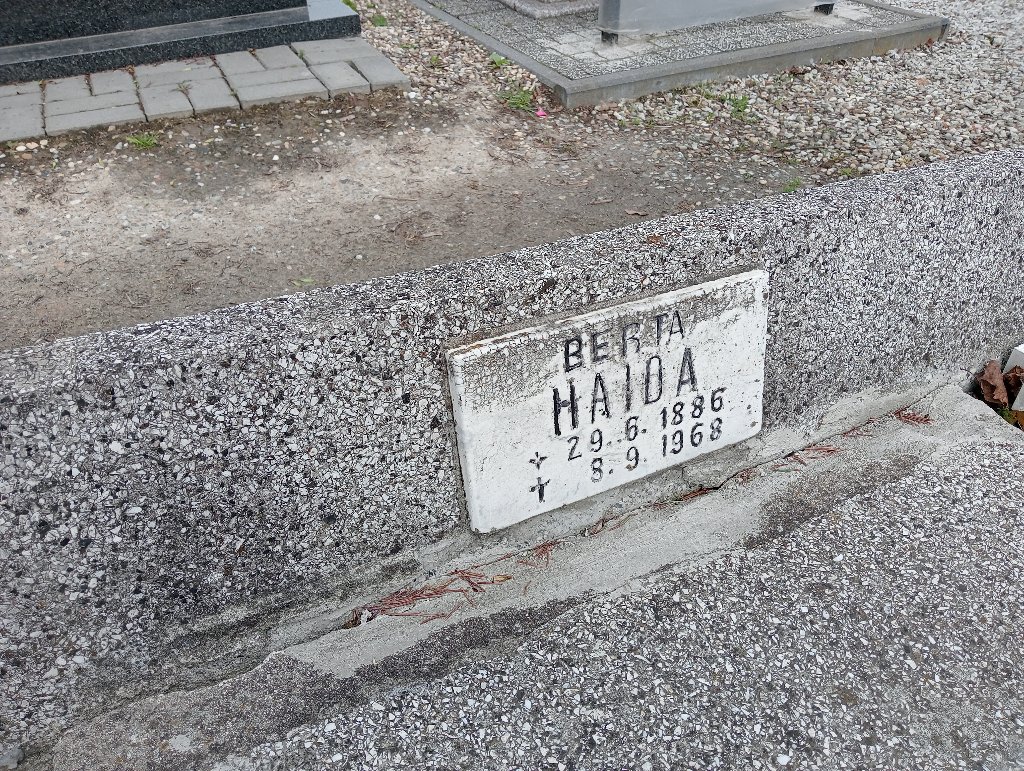 BERTA
HAIDA
* 29. 6. 1886
† 8. 9. 1968